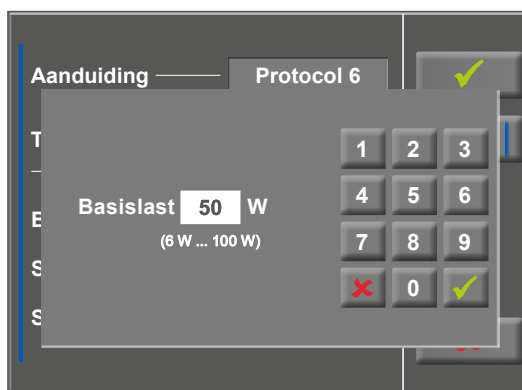 Aanduiding Protocol 6
T
1 2 3
4 5 6
Basislast 50 W
E
(6 W ... 100 W)
7 8 9
S
0
S